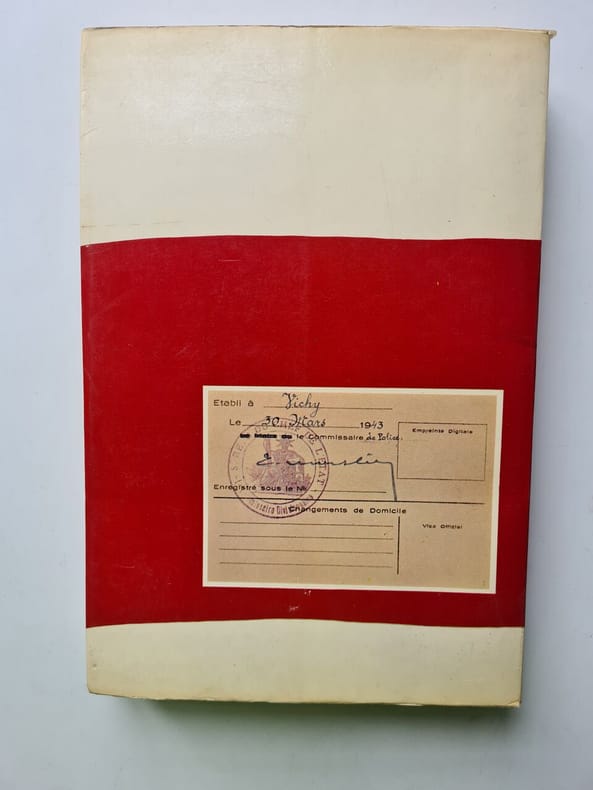 Etabli à Vichy
Le 30 Mars 1943
le Commissaire de Police.
Enregistré sous le N°
Changements de Domicile
Empreinte Digitale
Visa Officiel